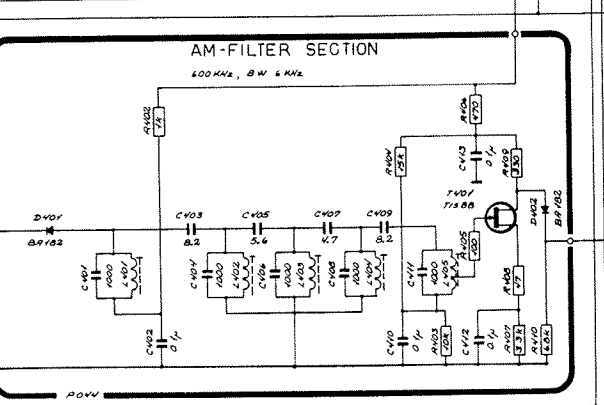 AM-FILTER SECTION
600 KHz, BW 6 KHz
R402
1k
R406
470
R404
15k
C413
0.1μ
R409
330
T401
TIS88
D402
BA182
D401
BA182
C403
8.2
C405
5.6
C407
4.7
C409
8.2
R405
100
C401
1000
L401
C404
1000
L402
C406
1000
L403
C408
1000
L404
C411
1000
L405
R408
47
C402
0.1μ
C410
0.1μ
R403
10k
C412
0.1μ
R407
3.3k
R410
6.8k
P044